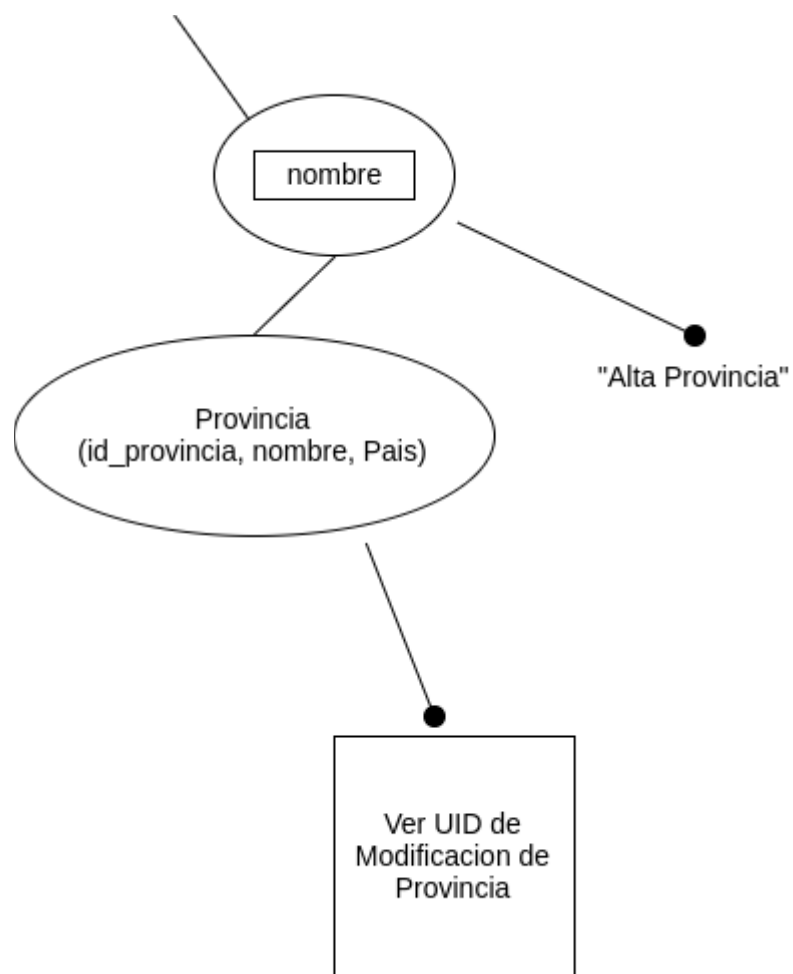 nombre
"Alta Provincia"
Provincia
(id_provincia, nombre, Pais)
Ver UID de
Modificacion de
Provincia